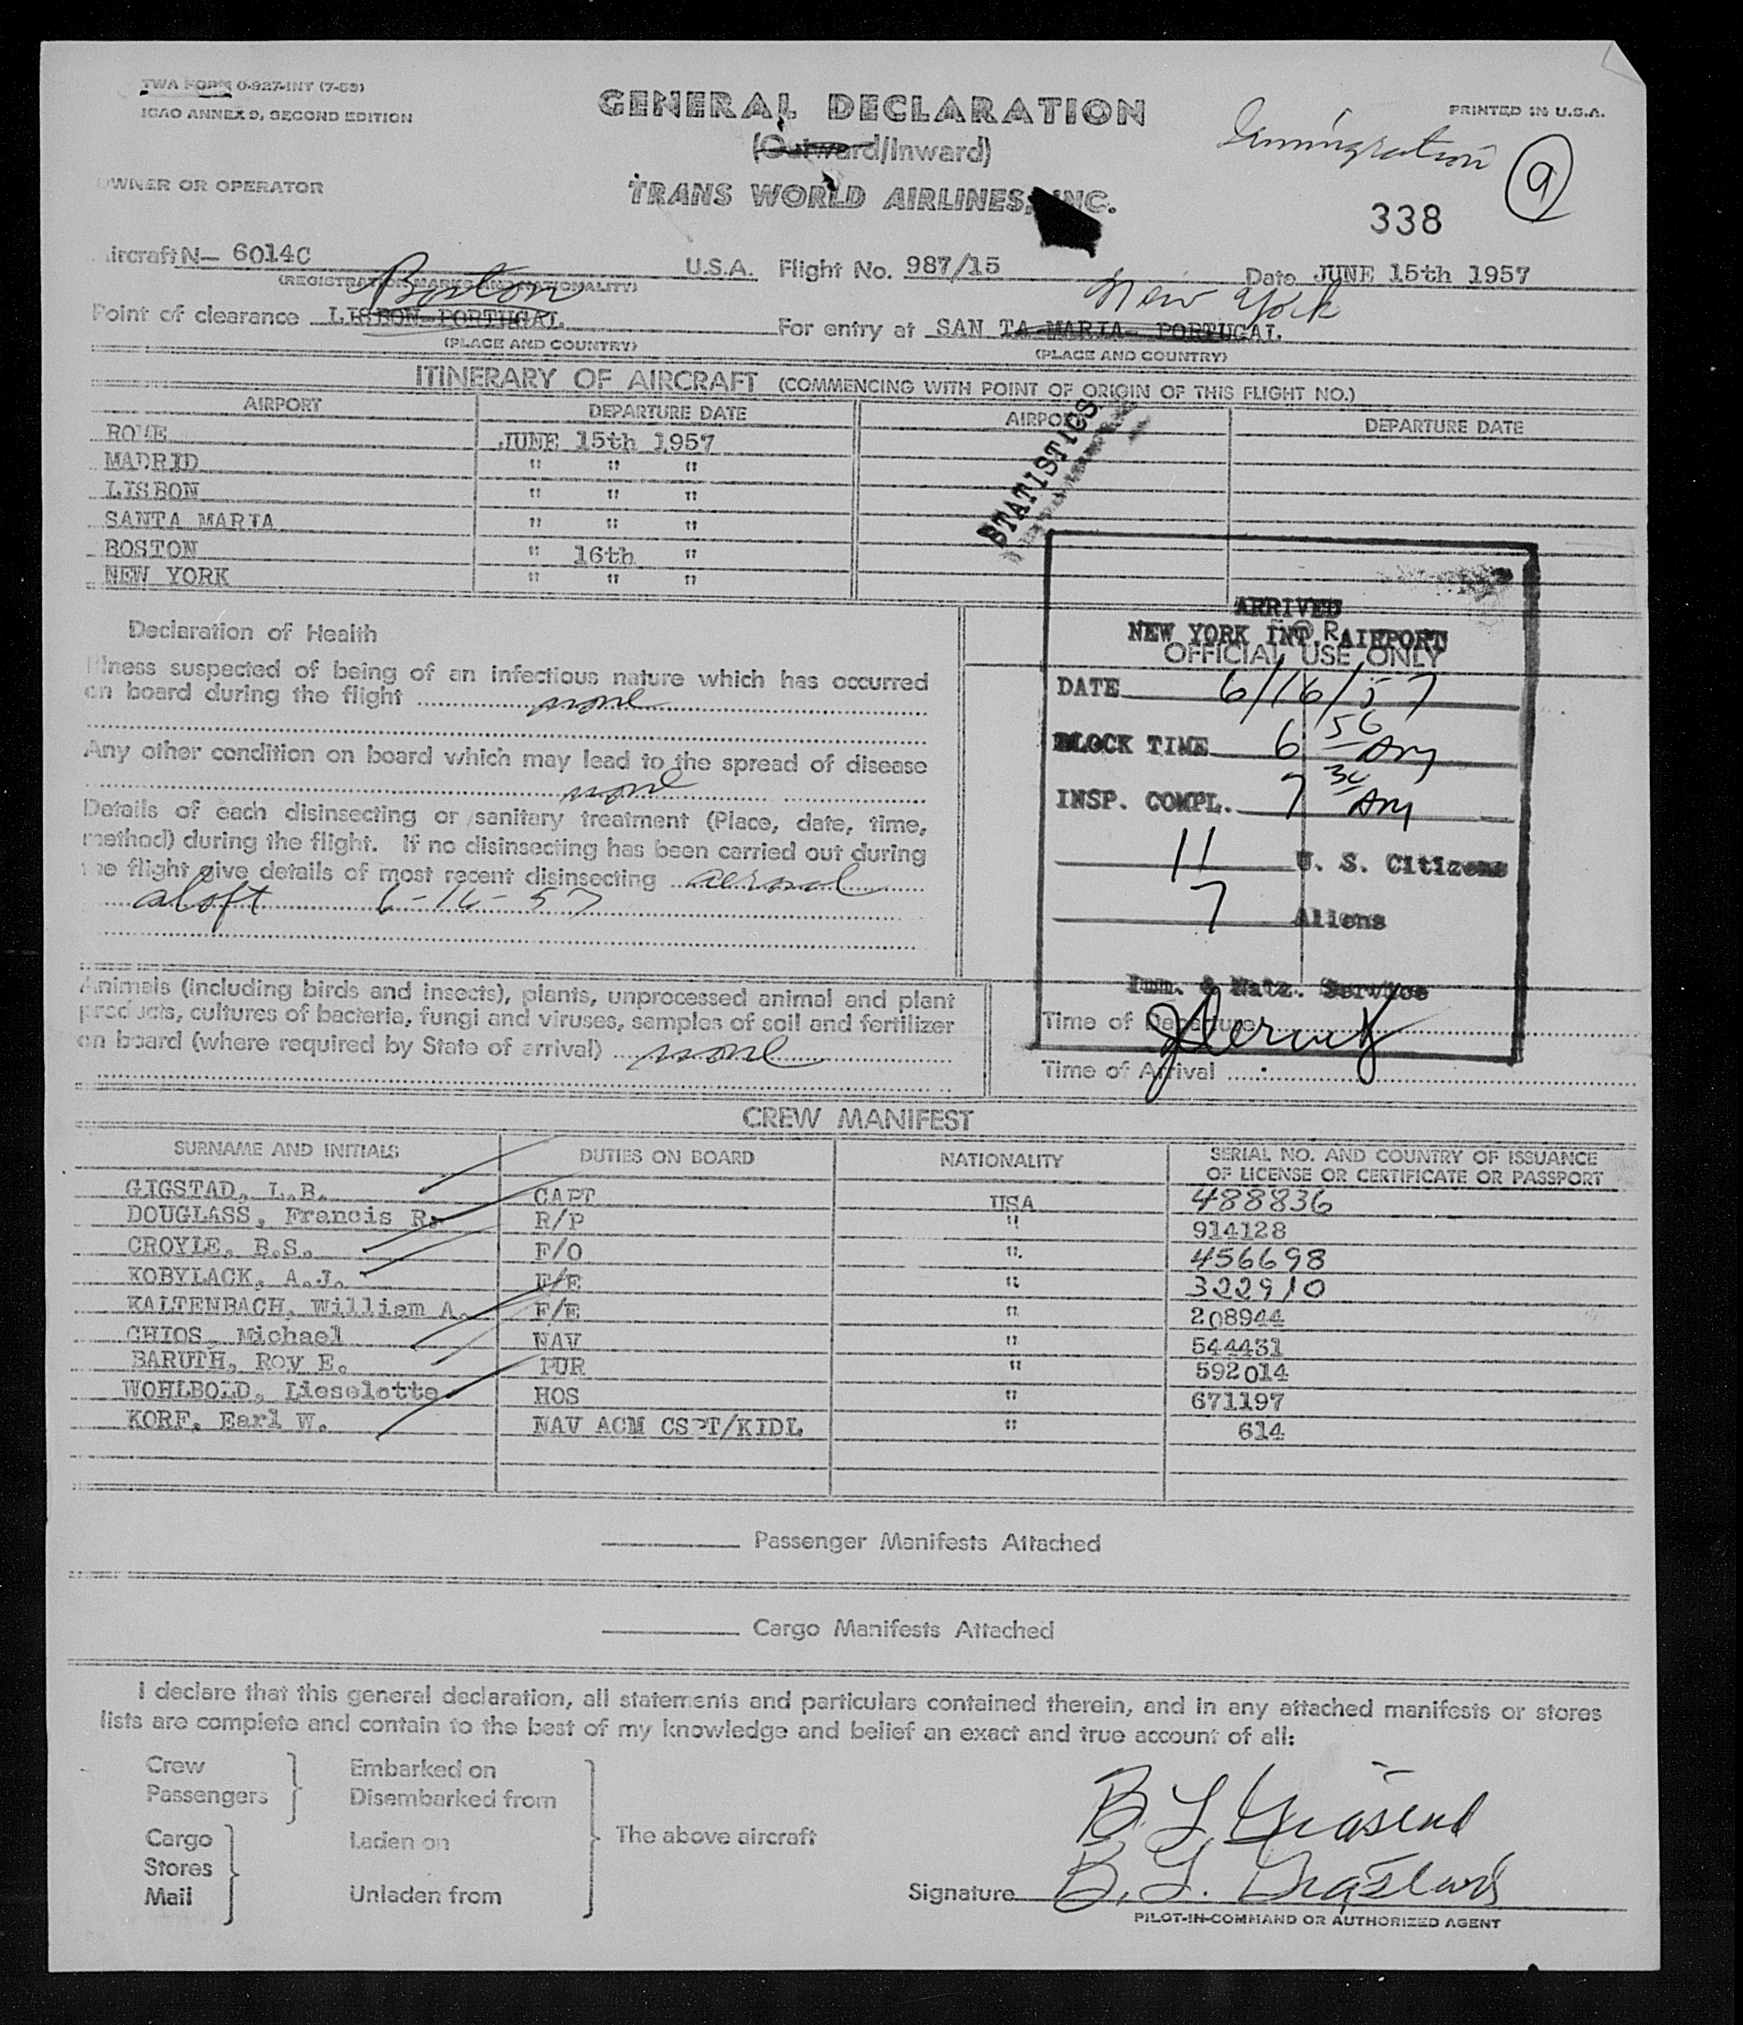 TWA FORM O-927-INT (7-53)
ICAO ANNEX 9, SECOND EDITION
GENERAL DECLARATION
(Outward/Inward)
PRINTED IN U.S.A.
Immigration
9
OWNER OR OPERATOR
TRANS WORLD AIRLINES, INC.
338
Aircraft N- 6014C U.S.A. Flight No. 987/15 Date JUNE 15th 1957
(REGISTRATION MARKS AND NATIONALITY)
Boston New York
Point of clearance LISBON-PORTUGAL For entry at SAN TA MARIA- PORTUGAL
(PLACE AND COUNTRY) (PLACE AND COUNTRY)
ITINERARY OF AIRCRAFT (COMMENCING WITH POINT OF ORIGIN OF THIS FLIGHT NO.)
AIRPORT DEPARTURE DATE AIRPORT DEPARTURE DATE
ROME JUNE 15th 1957
MADRID " " "
LISBON " " "
SANTA MARIA " " "
BOSTON " 16th "
NEW YORK " " "
STATISTICS
Declaration of Health
Illness suspected of being of an infectious nature which has occurred
on board during the flight none
Any other condition on board which may lead to the spread of disease
none
Details of each disinsecting or sanitary treatment (Place, date, time,
method) during the flight. If no disinsecting has been carried out during
the flight give details of most recent disinsecting aerosol
aloft 6-16-57
ARRIVED
NEW YORK INT. AIRPORT
OFFICIAL USE ONLY
DATE 6/16/57
BLOCK TIME 6 56 AM
INSP. COMPL. 7 30 AM
11 U. S. Citizens
7 Aliens
Imm. & Natz. Service
Animals (including birds and insects), plants, unprocessed animal and plant
products, cultures of bacteria, fungi and viruses, samples of soil and fertilizer
on board (where required by State of arrival) none
Time of Departure
Time of Arrival
CREW MANIFEST
SURNAME AND INITIALS DUTIES ON BOARD NATIONALITY SERIAL NO. AND COUNTRY OF ISSUANCE
OF LICENSE OR CERTIFICATE OR PASSPORT
GIGSTAD, L.B. CAPT USA 488836
DOUGLASS, Francis R. R/P " 914128
CROYLE, B.S. F/O " 456698
KOBYLACK, A.J. F/E " 322910
KALTENBACH, William A. F/E " 208944
CHIOS, Michael NAV " 544431
BARUTH, Roy E. PUR " 592014
WOHLBOLD, Lieselotte HOS " 671197
KORF, Earl W. NAV ACM CSPT/KIDL " 614
Passenger Manifests Attached
Cargo Manifests Attached
I declare that this general declaration, all statements and particulars contained therein, and in any attached manifests or stores
lists are complete and contain to the best of my knowledge and belief an exact and true account of all:
Crew Embarked on
Passengers Disembarked from
Cargo Laden on The above aircraft
Stores
Mail Unladen from
Signature
PILOT-IN-COMMAND OR AUTHORIZED AGENT